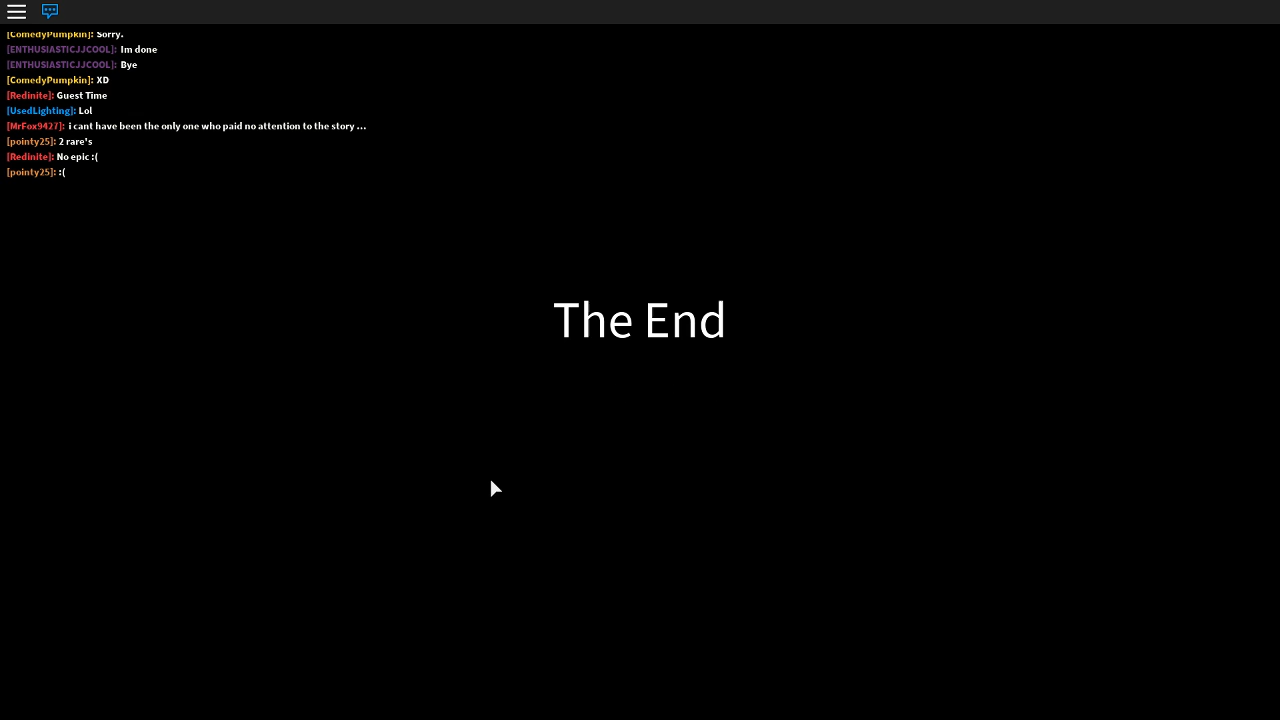 [ComedyPumpkin]: Sorry.
[ENTHUSIASTICJJCOOL]: Im done
[ENTHUSIASTICJJCOOL]: Bye
[ComedyPumpkin]: XD
[Redinite]: Guest Time
[UsedLighting]: Lol
[MrFox9427]: i cant have been the only one who paid no attention to the story ...
[pointy25]: 2 rare's
[Redinite]: No epic :(
[pointy25]: :(
The End